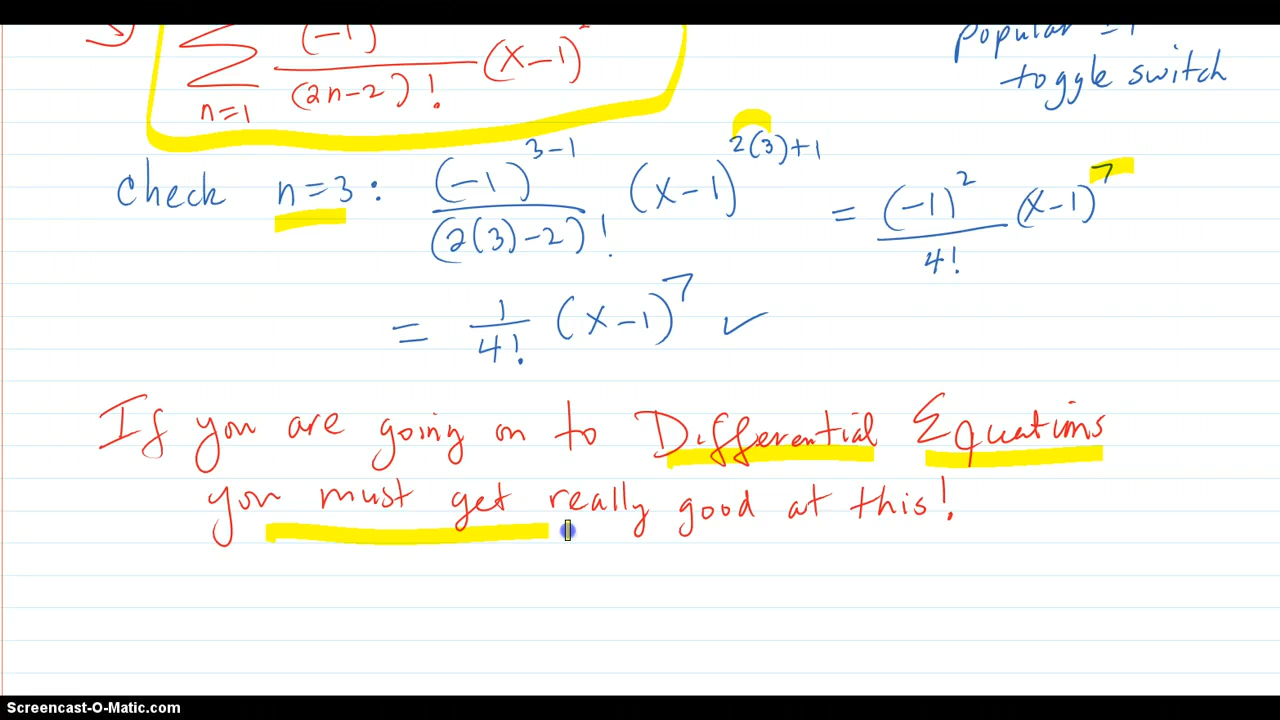 popular ±1
toggle switch
∑ n=1 (-1) / (2n-2)! (x-1)
check n=3: (-1)^{3-1} / (2(3)-2)! (x-1)^{2(3)+1} = (-1)^2 / 4! (x-1)^7
= 1/4! (x-1)^7 ✓
If you are going on to Differential Equations
you must get really good at this!
Screencast-O-Matic.com